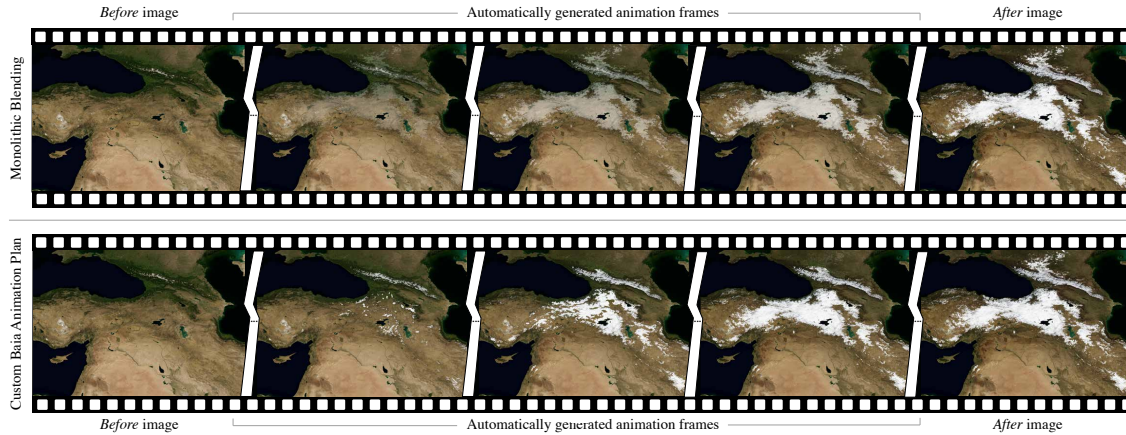 Before image
Automatically generated animation frames
After image
Monolithic Blending
Custom Baia Animation Plan
Before image
Automatically generated animation frames
After image